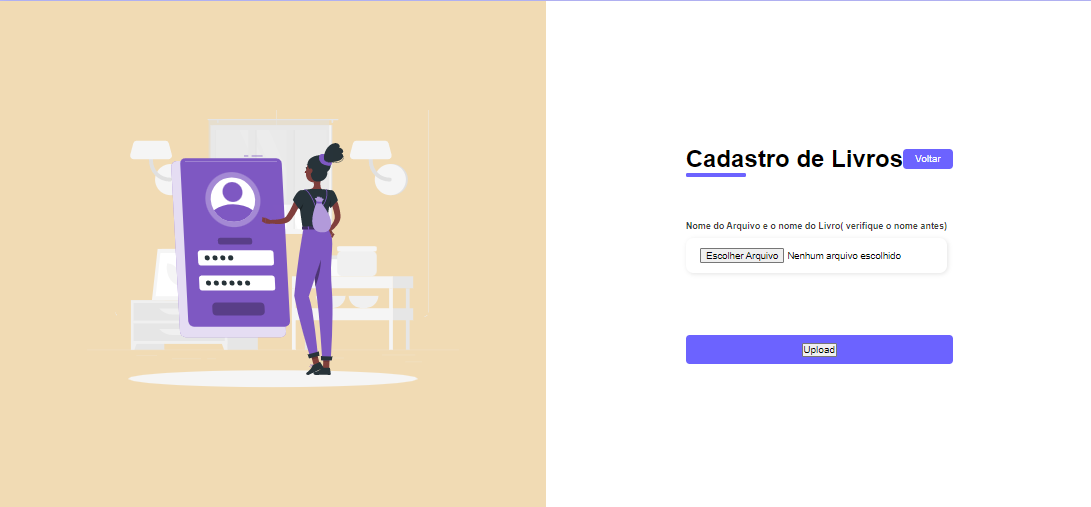 Cadastro de Livros
Voltar
Nome do Arquivo e o nome do Livro( verifique o nome antes)
Escolher Arquivo Nenhum arquivo escolhido
Upload